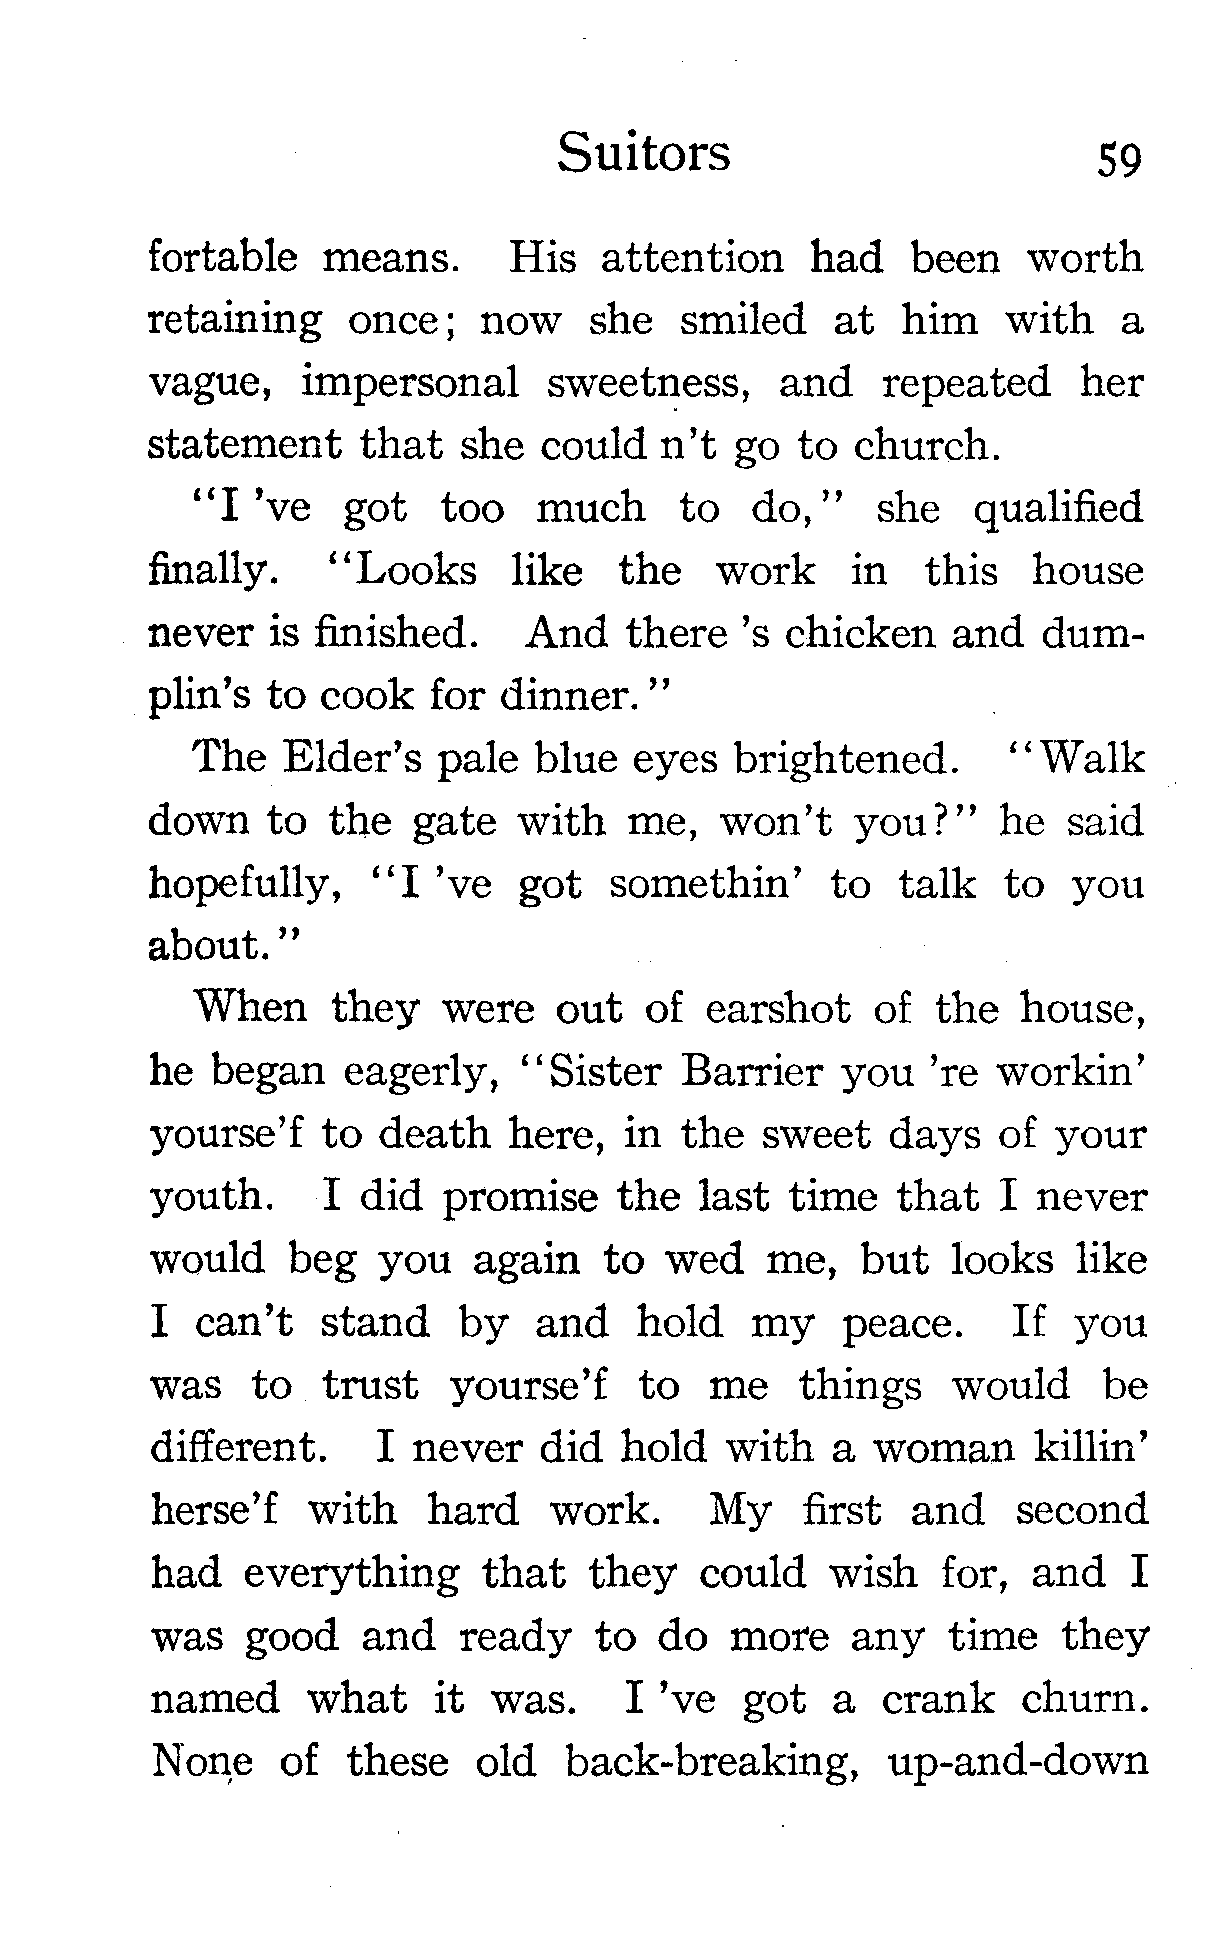 Suitors 59
fortable means. His attention had been worth
retaining once; now she smiled at him with a
vague, impersonal sweetness, and repeated her
statement that she could n't go to church.
"I 've got too much to do," she qualified
finally. "Looks like the work in this house
never is finished. And there 's chicken and dum-
plin's to cook for dinner."
The Elder's pale blue eyes brightened. "Walk
down to the gate with me, won't you?" he said
hopefully, "I 've got somethin' to talk to you
about."
When they were out of earshot of the house,
he began eagerly, "Sister Barrier you 're workin'
yourse'f to death here, in the sweet days of your
youth. I did promise the last time that I never
would beg you again to wed me, but looks like
I can't stand by and hold my peace. If you
was to trust yourse'f to me things would be
different. I never did hold with a woman killin'
herse'f with hard work. My first and second
had everything that they could wish for, and I
was good and ready to do more any time they
named what it was. I 've got a crank churn.
None of these old back-breaking, up-and-down